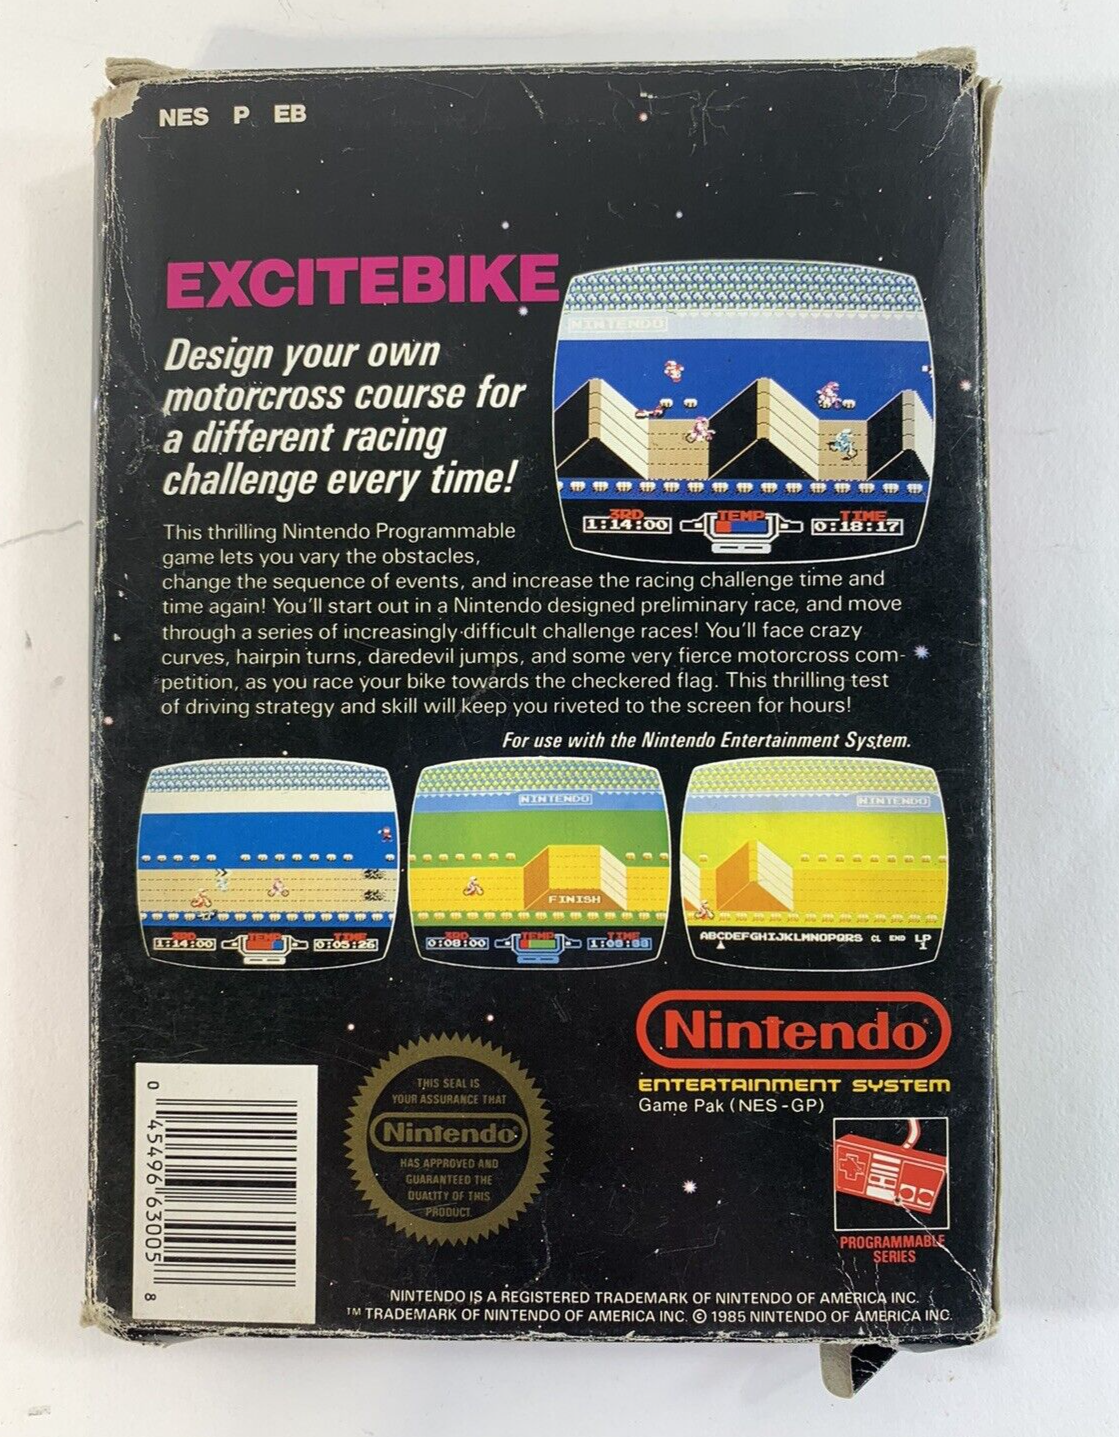 NES P EB
EXCITEBIKE
Design your own
motorcross course for
a different racing
challenge every time!
NINTENDO
3RD TEMP TIME
1:14:00 0:18:17
This thrilling Nintendo Programmable
game lets you vary the obstacles,
change the sequence of events, and increase the racing challenge time and
time again! You'll start out in a Nintendo designed preliminary race, and move
through a series of increasingly difficult challenge races! You'll face crazy
curves, hairpin turns, daredevil jumps, and some very fierce motorcross com-
petition, as you race your bike towards the checkered flag. This thrilling test
of driving strategy and skill will keep you riveted to the screen for hours!
For use with the Nintendo Entertainment System.
3RD TEMP TIME
1:14:00 0:05:26
NINTENDO
FINISH
3RD TEMP TIME
0:08:00
NINTENDO
ABCDEFGHIJKLMNOPQRS CL END LP
1
Nintendo®
ENTERTAINMENT SYSTEM
Game Pak (NES-GP)
PROGRAMMABLE
SERIES
THIS SEAL IS
YOUR ASSURANCE THAT
Nintendo
HAS APPROVED AND
GUARANTEED THE
QUALITY OF THIS
PRODUCT.
0 45496 63005 8
NINTENDO IS A REGISTERED TRADEMARK OF NINTENDO OF AMERICA INC.
TM TRADEMARK OF NINTENDO OF AMERICA INC. © 1985 NINTENDO OF AMERICA INC.